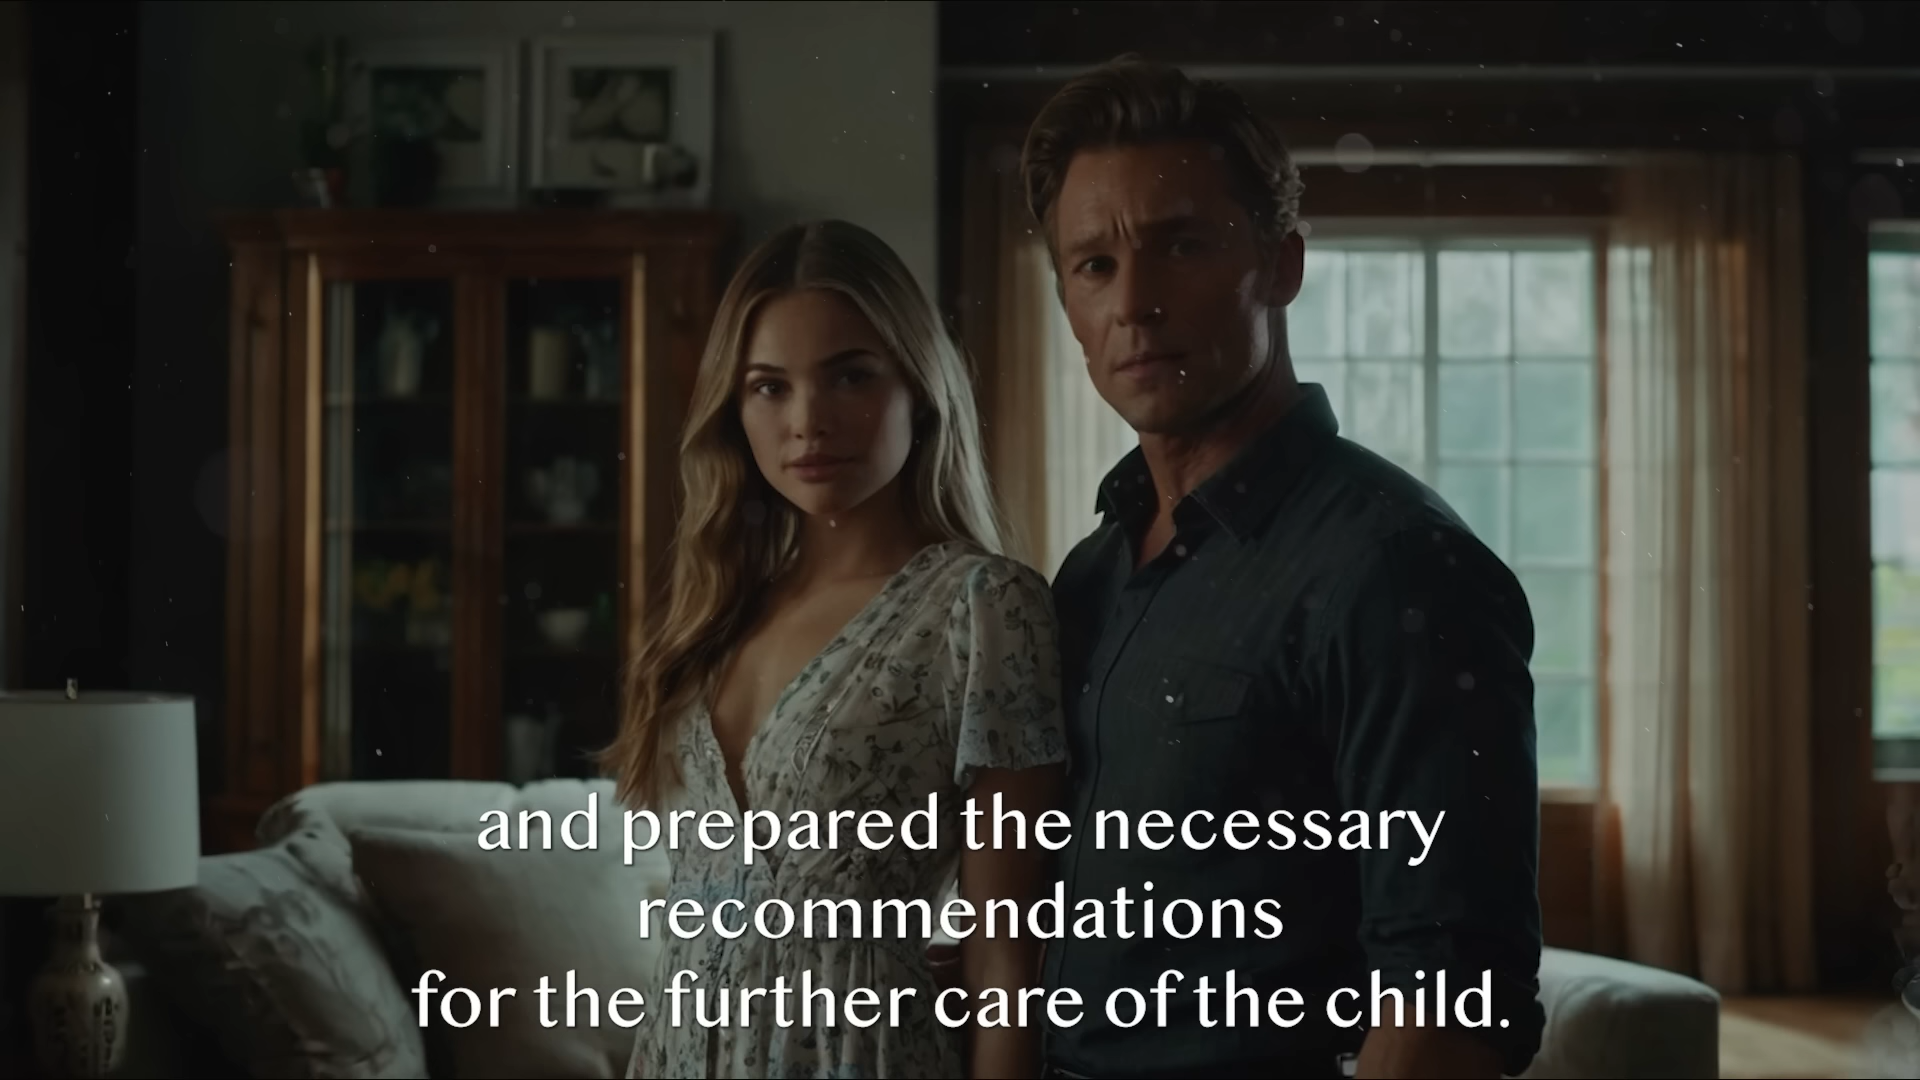 and prepared the necessary
recommendations
for the further care of the child.